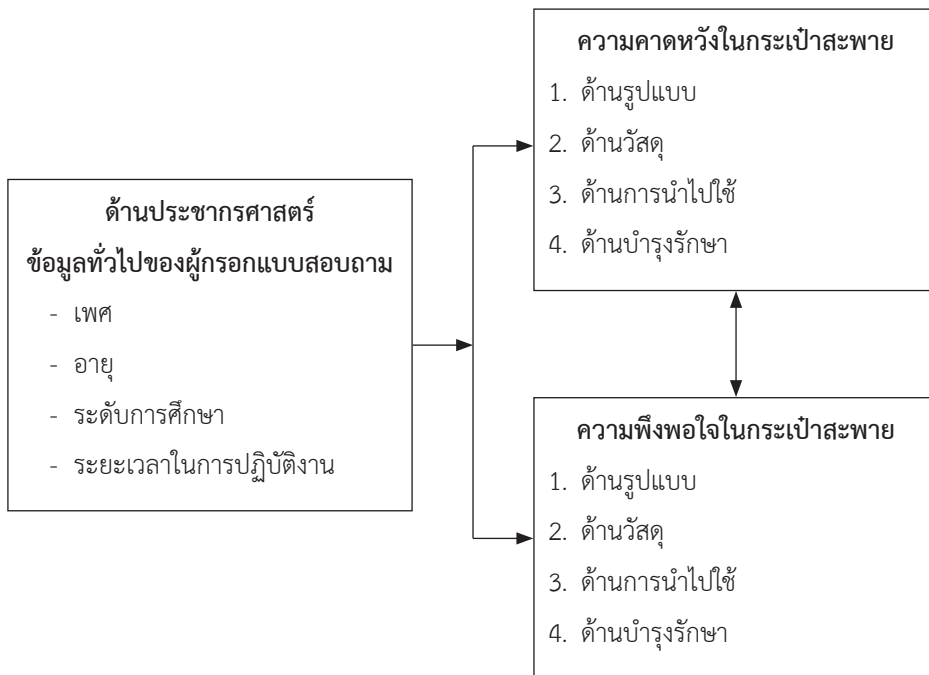 ด้านประชากรศาสตร์
ข้อมูลทั่วไปของผู้กรอกแบบสอบถาม
- เพศ
- อายุ
- ระดับการศึกษา
- ระยะเวลาในการปฏิบัติงาน
ความคาดหวังในกระเป๋าสะพาย
1. ด้านรูปแบบ
2. ด้านวัสดุ
3. ด้านการนำไปใช้
4. ด้านบำรุงรักษา
ความพึงพอใจในกระเป๋าสะพาย
1. ด้านรูปแบบ
2. ด้านวัสดุ
3. ด้านการนำไปใช้
4. ด้านบำรุงรักษา